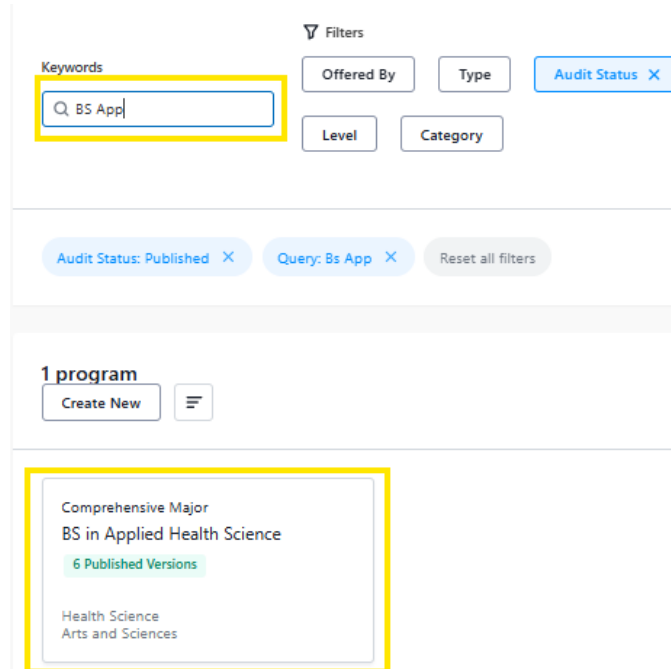 Filters
Keywords
Offered By
Type
Audit Status ×
BS App
Level
Category
Audit Status: Published ×
Query: Bs App ×
Reset all filters
1 program
Create New
Comprehensive Major
BS in Applied Health Science
6 Published Versions
Health Science
Arts and Sciences